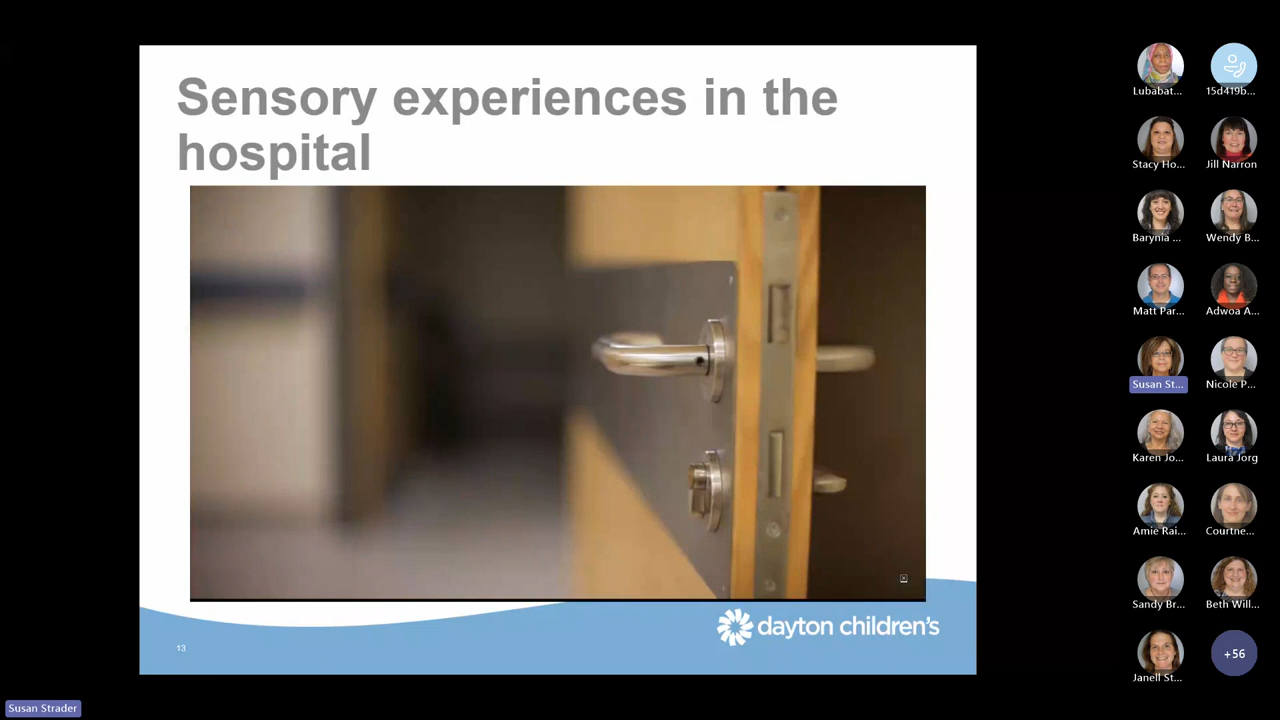 Sensory experiences in the
hospital
dayton children's
13
Lubabat...
15d419b...
Stacy Ho...
Jill Narron
Barynia ...
Wendy B...
Matt Par...
Adwoa A...
Susan St...
Nicole P...
Karen Jo...
Laura Jorg
Amie Rai...
Courtne...
Sandy Br...
Beth Will...
Janell St...
+56
Susan Strader